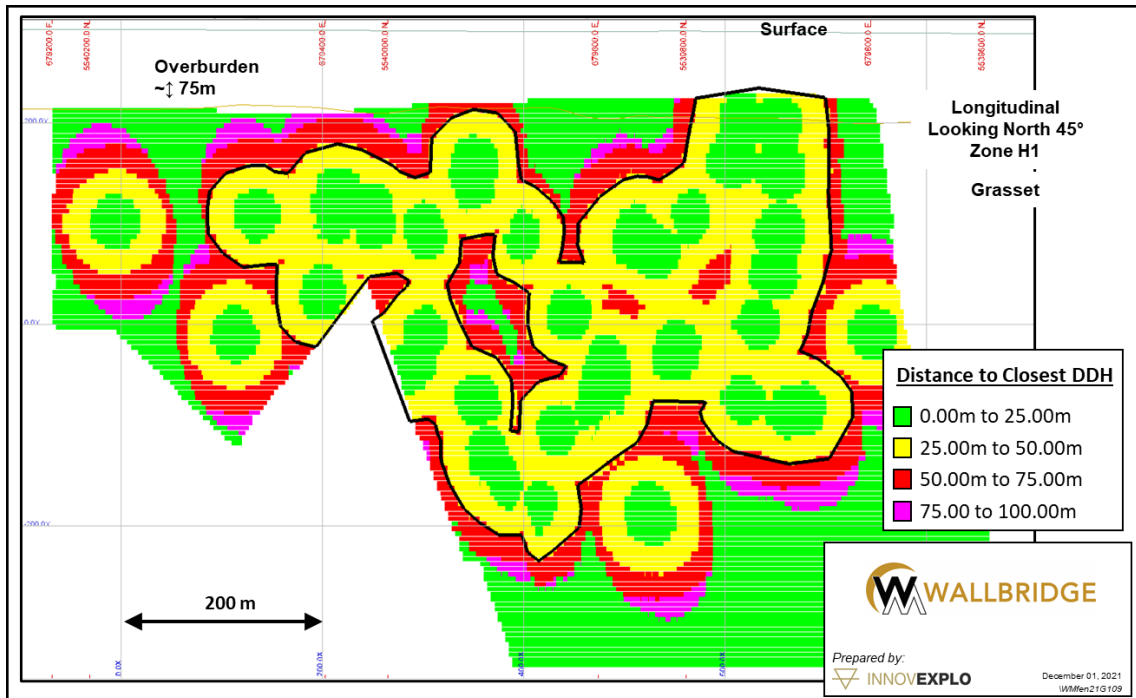 679200.0 E
5540200.0 N
679400.0 E
5540000.0 N
679600.0 E
5539800.0 N
679800.0 E
5539600.0 N
Surface
Overburden
~↕ 75m
Longitudinal
Looking North 45°
Zone H1
Grasset
200.0X
0.0X
-200.0X
Distance to Closest DDH
0.00m to 25.00m
25.00m to 50.00m
50.00m to 75.00m
75.00 to 100.00m
200 m
0.0X
200.0X
400.0X
600.0X
WALLBRIDGE
Prepared by:
INNOVEXPLO
December 01, 2021
\WMfen21G109